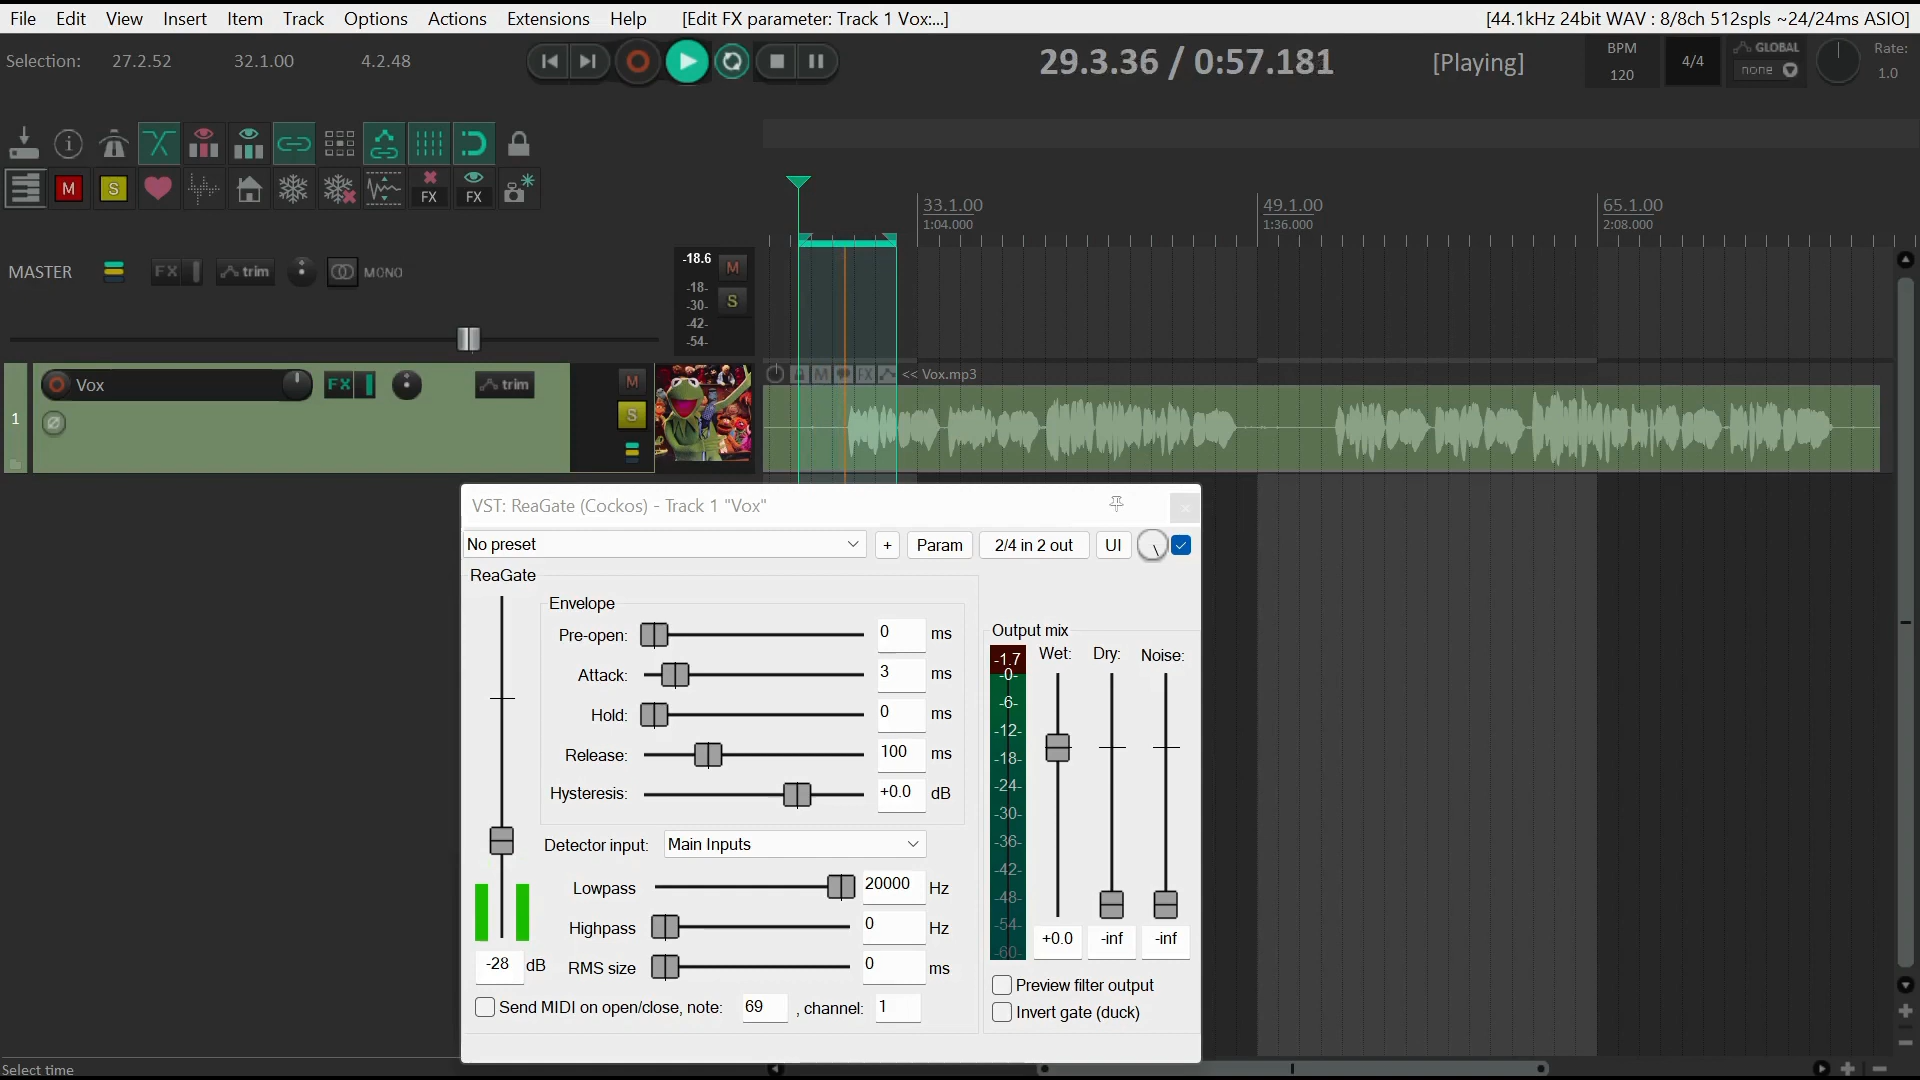 File Edit View Insert Item Track Options Actions Extensions Help [Edit FX parameter: Track 1 Vox:...] [44.1kHz 24bit WAV : 8/8ch 512spls ~24/24ms ASIO]
Selection: 27.2.52 32.1.00 4.2.48 29.3.36 / 0:57.181 [Playing] BPM 120 4/4 GLOBAL none Rate: 1.0
M S FX FX
33.1.00 49.1.00 65.1.00
1:04.000 1:36.000 2:08.000
MASTER FX trim MONO -18.6 M
-18- S
-30-
-42-
-54-
1 Vox FX trim M M FX << Vox.mp3
S
VST: ReaGate (Cockos) - Track 1 "Vox"
No preset + Param 2/4 in 2 out UI
ReaGate
Envelope
Pre-open: 0 ms
Attack: 3 ms
Hold: 0 ms
Release: 100 ms
Hysteresis: +0.0 dB
Detector input: Main Inputs
Lowpass 20000 Hz
Highpass 0 Hz
-28 dB RMS size 0 ms
Send MIDI on open/close, note: 69 , channel: 1
Output mix
Wet: Dry: Noise:
-1.7
-0-
-6-
-12-
-18-
-24-
-30-
-36-
-42-
-48-
-54-
-60-
+0.0 -inf -inf
Preview filter output
Invert gate (duck)
Select time